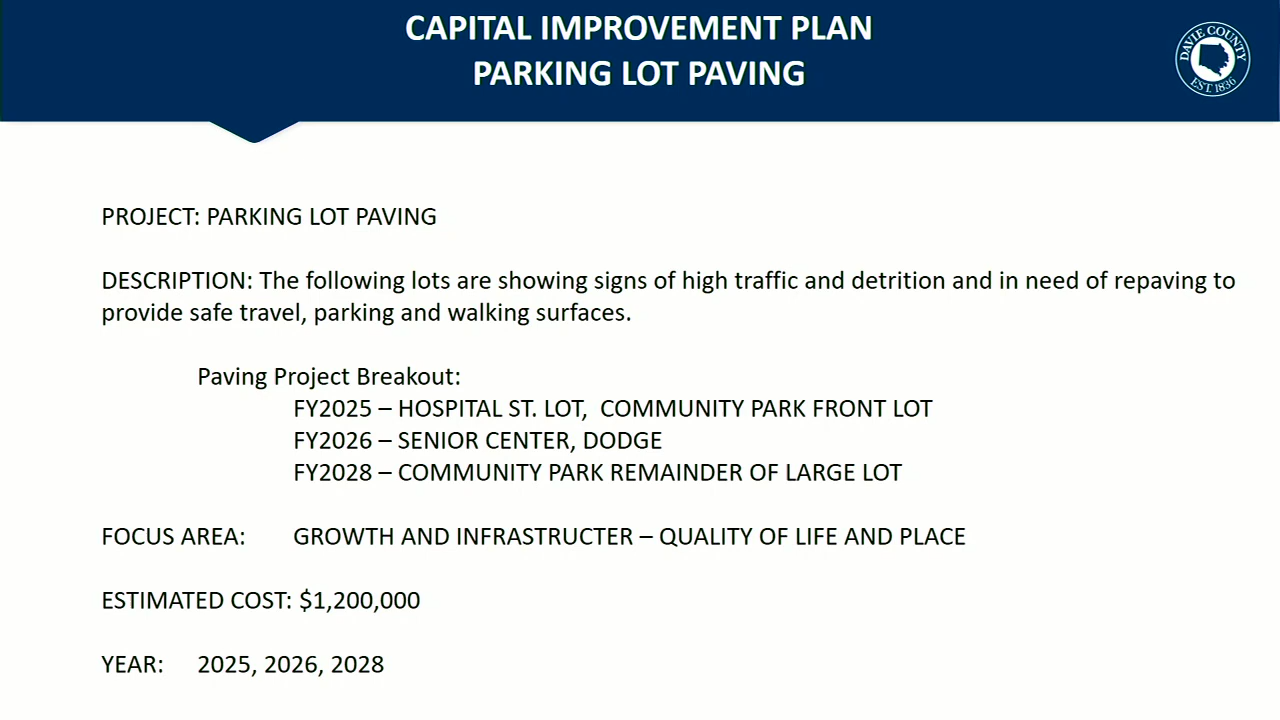 CAPITAL IMPROVEMENT PLAN
PARKING LOT PAVING
DAVIE COUNTY
EST. 1836
PROJECT: PARKING LOT PAVING
DESCRIPTION: The following lots are showing signs of high traffic and detrition and in need of repaving to
provide safe travel, parking and walking surfaces.
Paving Project Breakout:
FY2025 – HOSPITAL ST. LOT, COMMUNITY PARK FRONT LOT
FY2026 – SENIOR CENTER, DODGE
FY2028 – COMMUNITY PARK REMAINDER OF LARGE LOT
FOCUS AREA: GROWTH AND INFRASTRUCTER – QUALITY OF LIFE AND PLACE
ESTIMATED COST: $1,200,000
YEAR: 2025, 2026, 2028